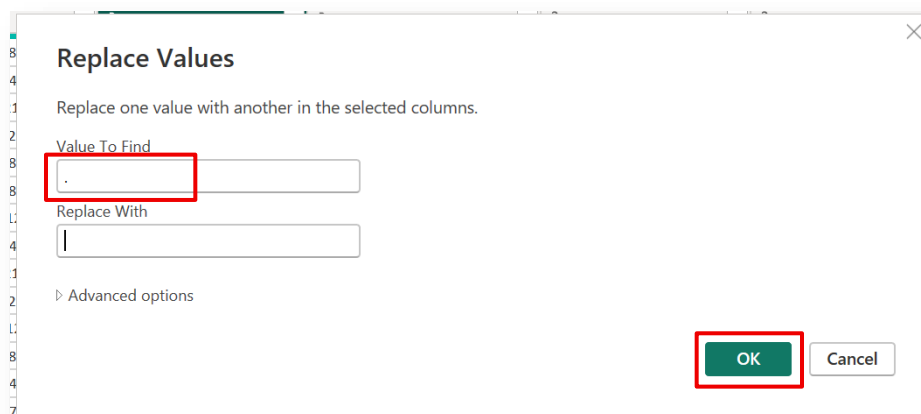 Replace Values
Replace one value with another in the selected columns.
Value To Find
.
Replace With
Advanced options
OK
Cancel